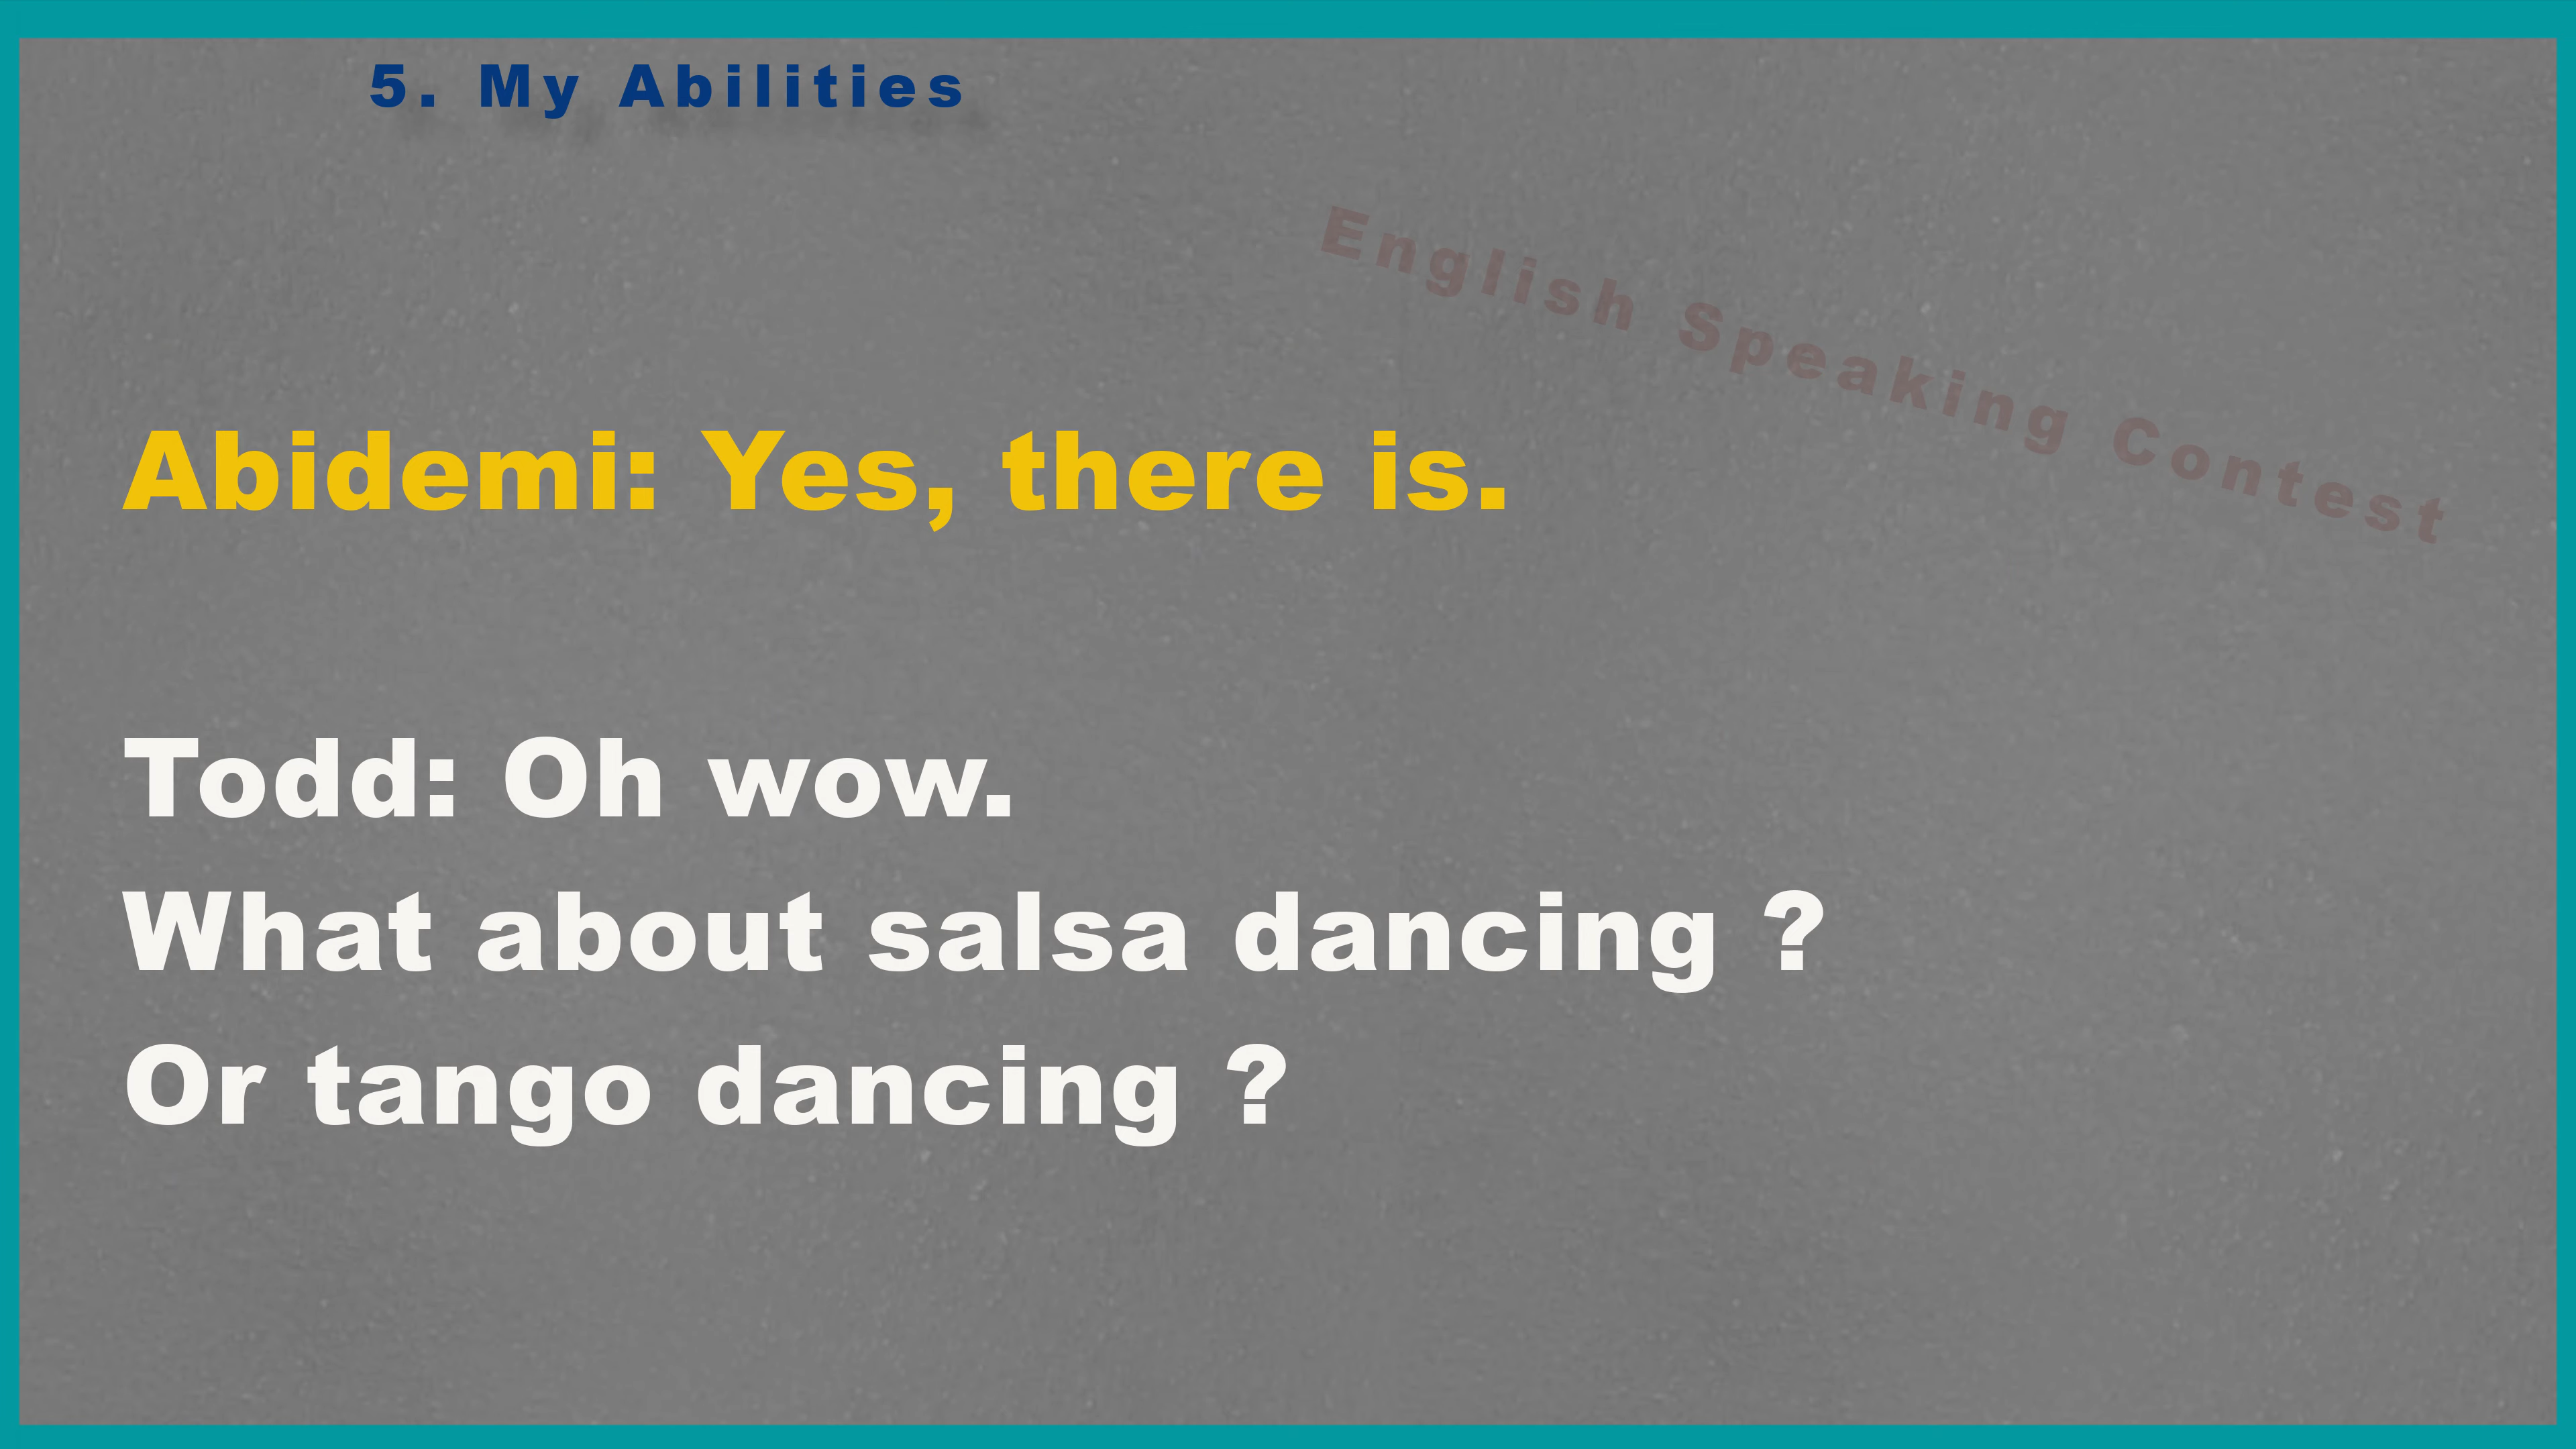 5. My Abilities
English Speaking Contest
Abidemi: Yes, there is.
Todd: Oh wow.
What about salsa dancing ?
Or tango dancing ?